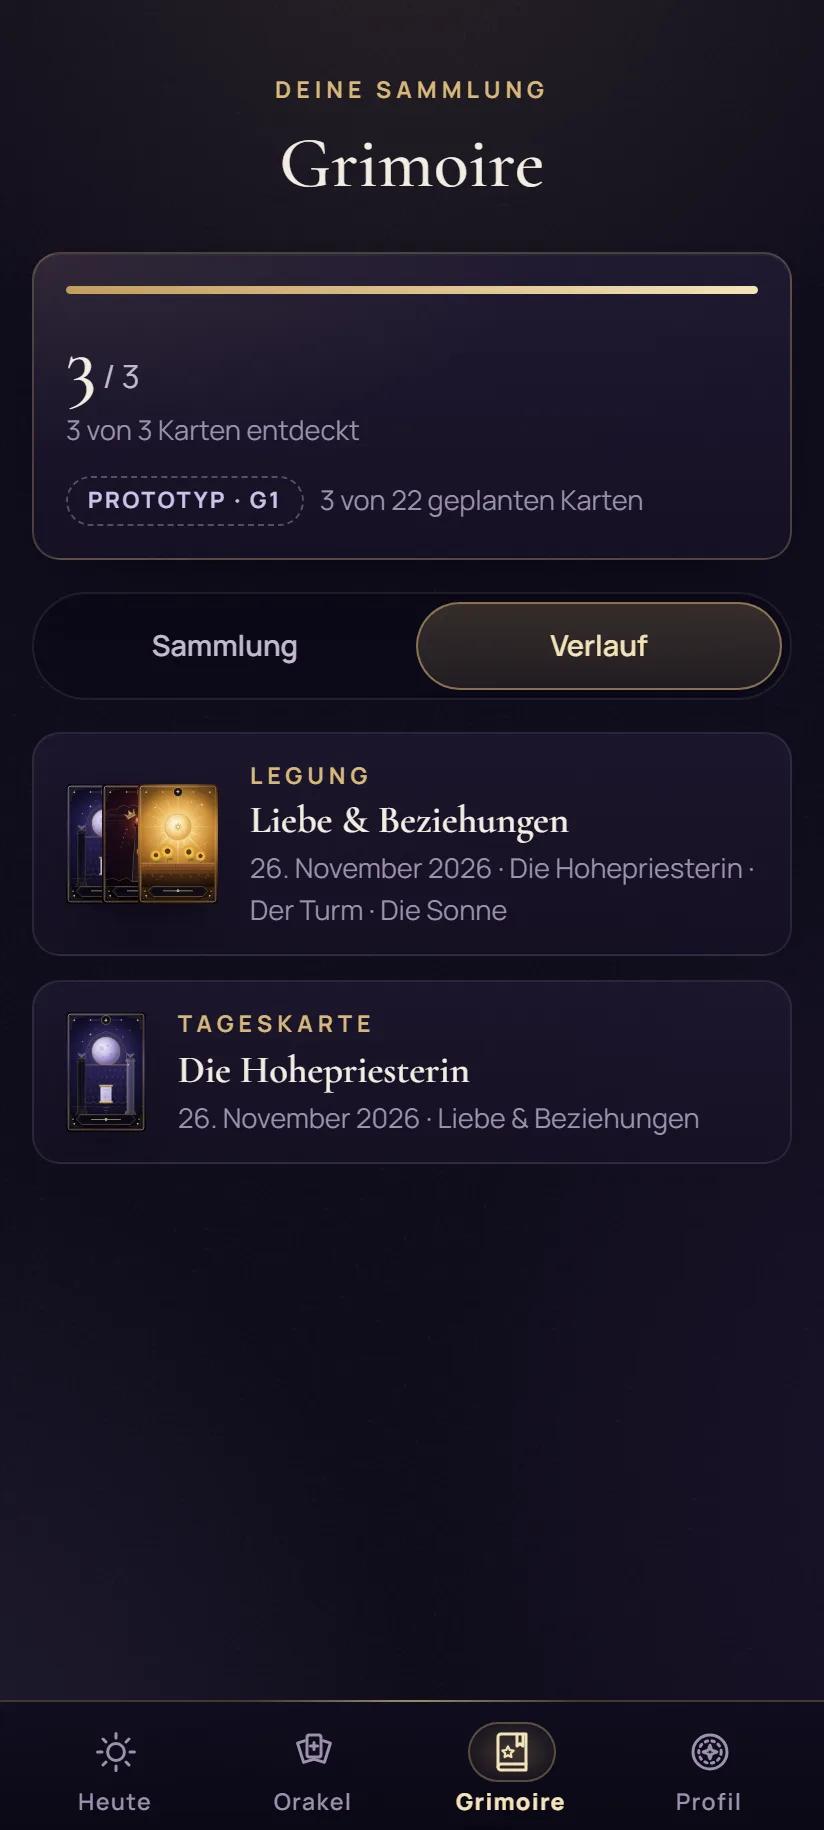 DEINE SAMMLUNG
Grimoire
3 / 3
3 von 3 Karten entdeckt
PROTOTYP · G1 3 von 22 geplanten Karten
Sammlung Verlauf
LEGUNG
Liebe & Beziehungen
26. November 2026 · Die Hohepriesterin ·
Der Turm · Die Sonne
TAGESKARTE
Die Hohepriesterin
26. November 2026 · Liebe & Beziehungen
Heute Orakel Grimoire Profil